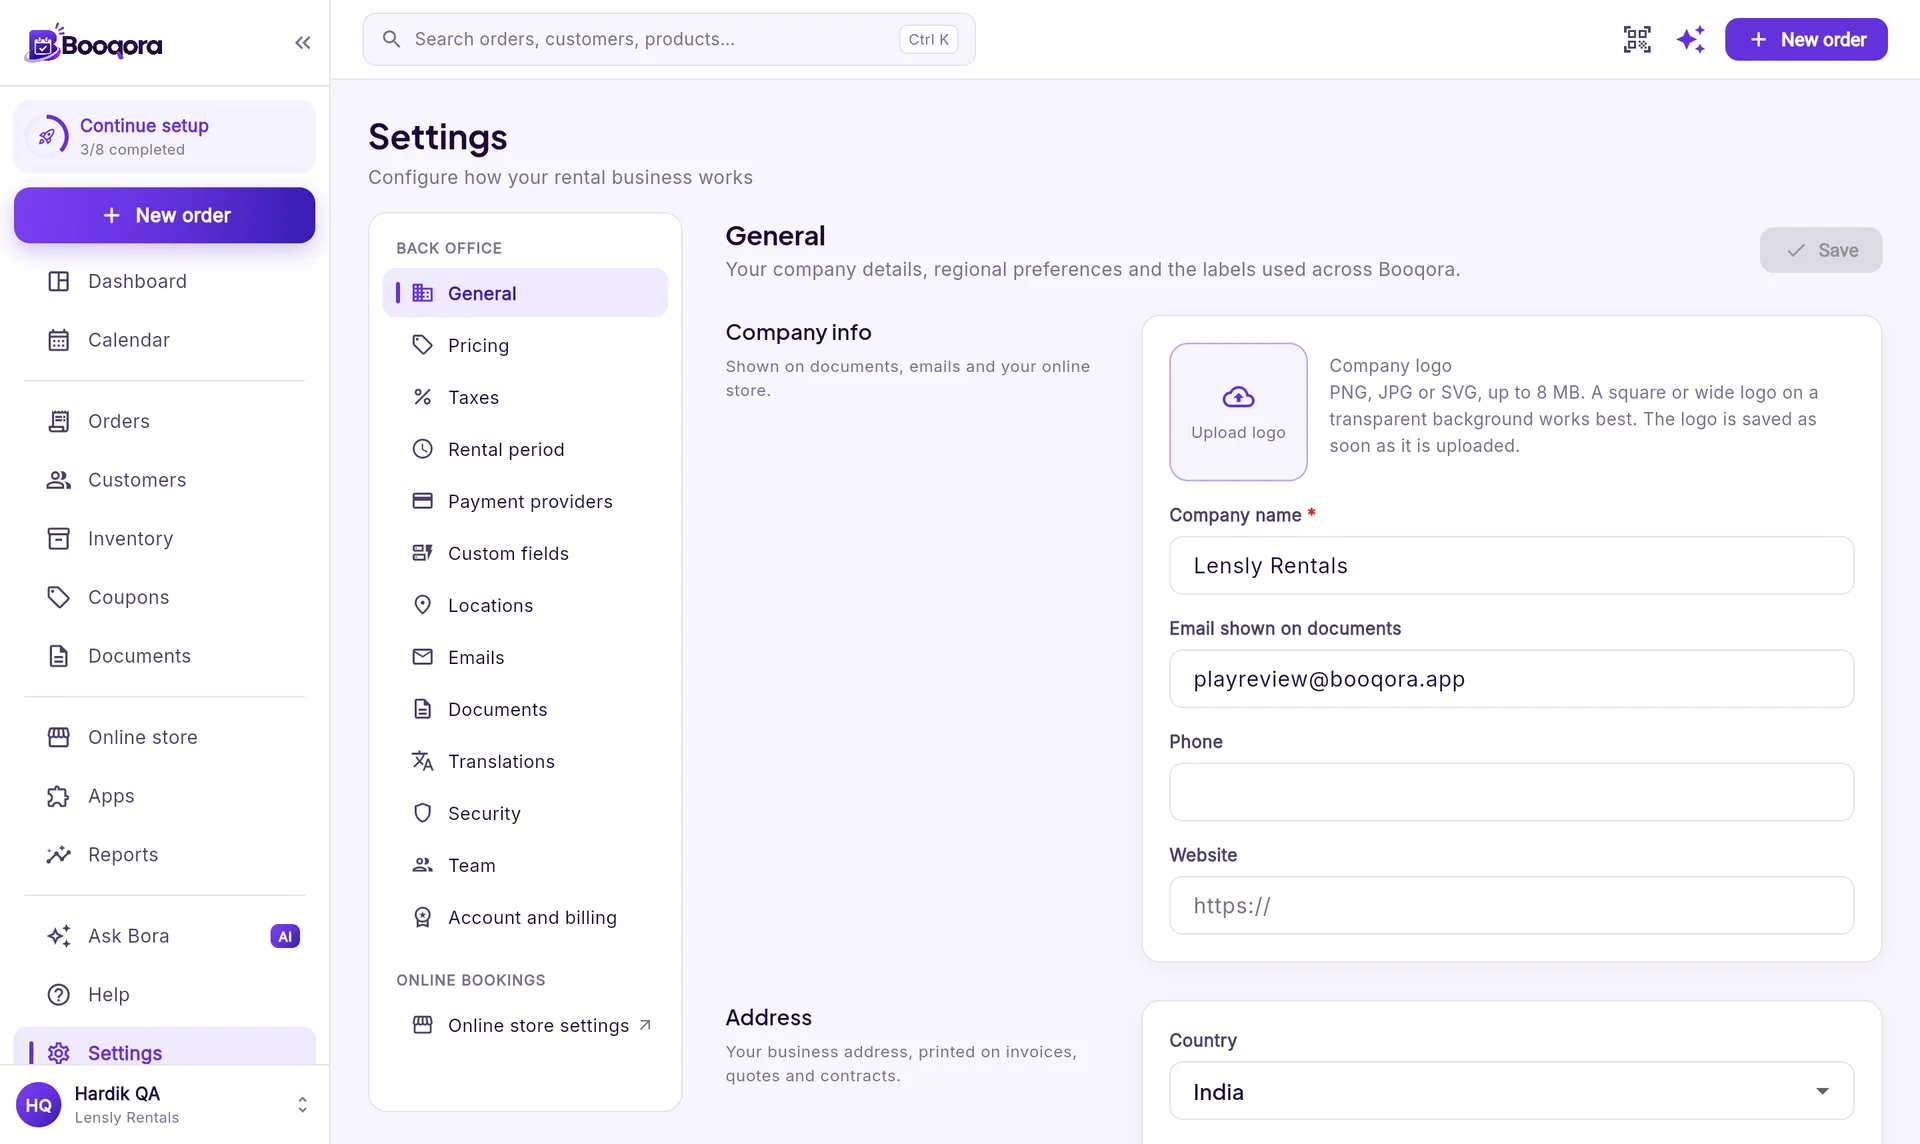 Booqora
Search orders, customers, products...
Ctrl K
New order
Continue setup
3/8 completed
New order
Dashboard
Calendar
Orders
Customers
Inventory
Coupons
Documents
Online store
Apps
Reports
Ask Bora
AI
Help
Settings
HQ
Hardik QA
Lensly Rentals
Settings
Configure how your rental business works
BACK OFFICE
General
Pricing
Taxes
Rental period
Payment providers
Custom fields
Locations
Emails
Documents
Translations
Security
Team
Account and billing
ONLINE BOOKINGS
Online store settings
General
Your company details, regional preferences and the labels used across Booqora.
Save
Company info
Shown on documents, emails and your online
store.
Upload logo
Company logo
PNG, JPG or SVG, up to 8 MB. A square or wide logo on a
transparent background works best. The logo is saved as
soon as it is uploaded.
Company name *
Lensly Rentals
Email shown on documents
playreview@booqora.app
Phone
Website
https://
Address
Your business address, printed on invoices,
quotes and contracts.
Country
India